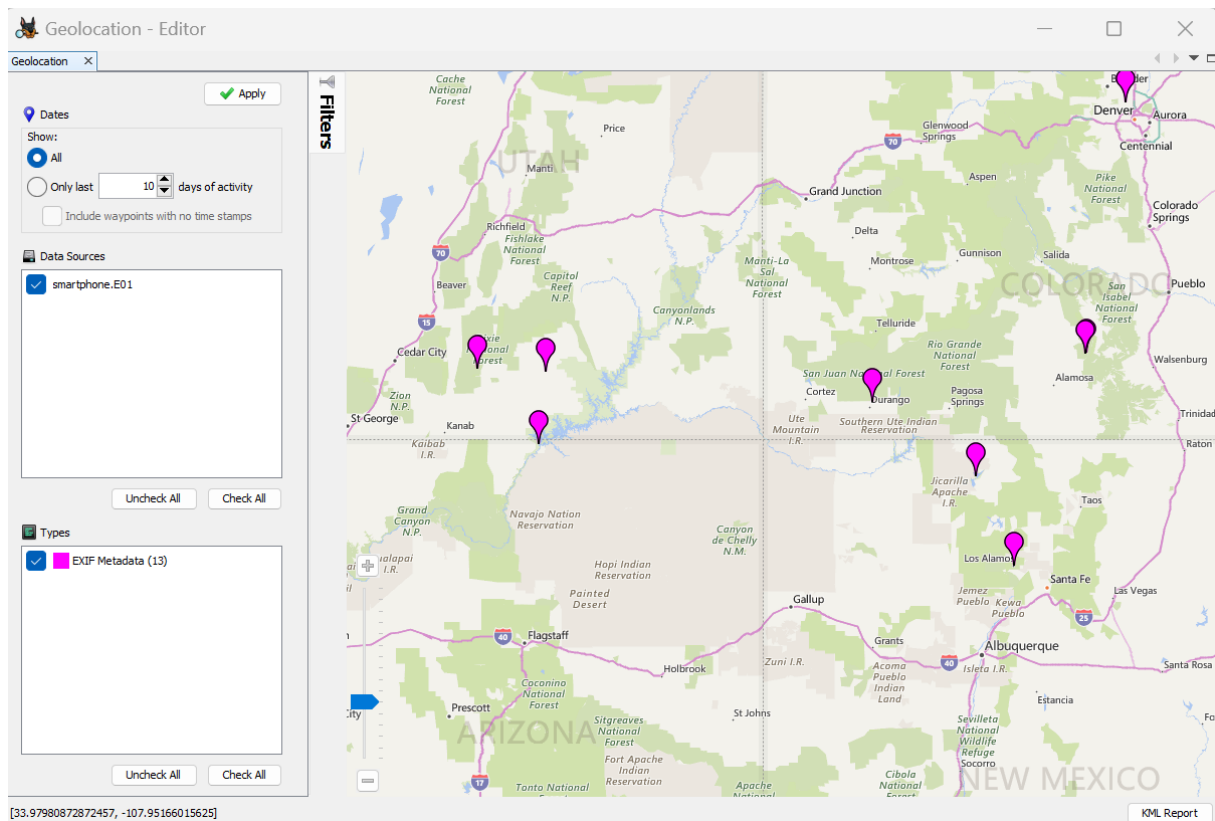 Geolocation - Editor
Geolocation
Apply
Filters
Dates
Show:
All
Only last 10 days of activity
Include waypoints with no time stamps
Data Sources
smartphone.E01
Uncheck All
Check All
Types
EXIF Metadata (13)
Uncheck All
Check All
[33.97980872872457, -107.95166015625]
KML Report
Cache National Forest
Price
UTAH
Manti
Glenwood Springs
70
Denver
Aurora
Centennial
Aspen
Pike National Forest
Grand Junction
Colorado Springs
Richfield
Fishlake National Forest
70
Delta
Montrose
Gunnison
Salida
Manti-La Sal National Forest
COLORADO
Capitol Reef N.P.
Beaver
San Isabel National Forest
Pueblo
Canyonlands N.P.
15
Telluride
Rio Grande National Forest
Cedar City
National Forest
San Juan National Forest
Walsenburg
Cortez
Durango
Pagosa Springs
Alamosa
Zion N.P.
St George
Kanab
Ute Mountain I.R.
Southern Ute Indian Reservation
Trinidad
Kaibab I.R.
Raton
Jicarilla Apache I.R.
Taos
Grand Canyon N.P.
Navajo Nation Reservation
Canyon de Chelly N.M.
Los Alamos
Hopi Indian Reservation
Santa Fe
Painted Desert
Jemez Pueblo
Kewa Pueblo
Las Vegas
Gallup
25
40
Flagstaff
Grants
Albuquerque
Holbrook
Zuni I.R.
Acoma Pueblo Indian Land
40
Isleta I.R.
Santa Rosa
Coconino National Forest
Prescott
Estancia
St Johns
ARIZONA
Sitgreaves National Forest
Sevilleta National Wildlife Refuge
Socorro
Fort Apache Indian Reservation
17
Tonto National Forest
Apache National
Cibola National Forest
NEW MEXICO